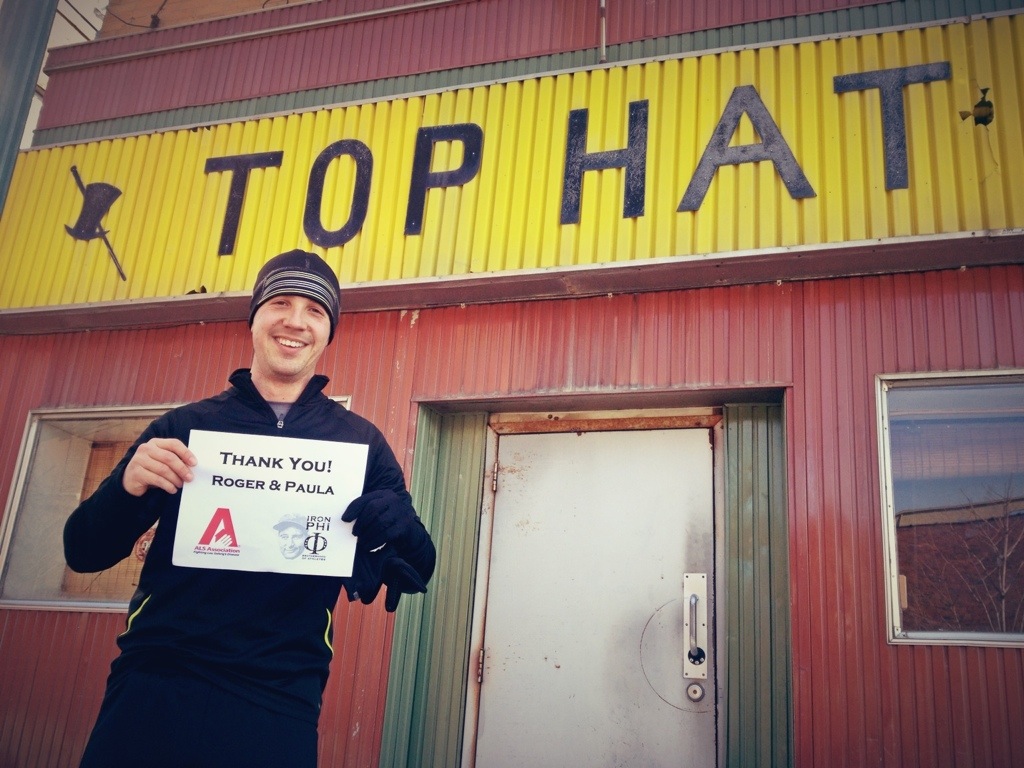 TOP HAT
THANK YOU!
ROGER & PAULA
ALS Association
IRON
PHI